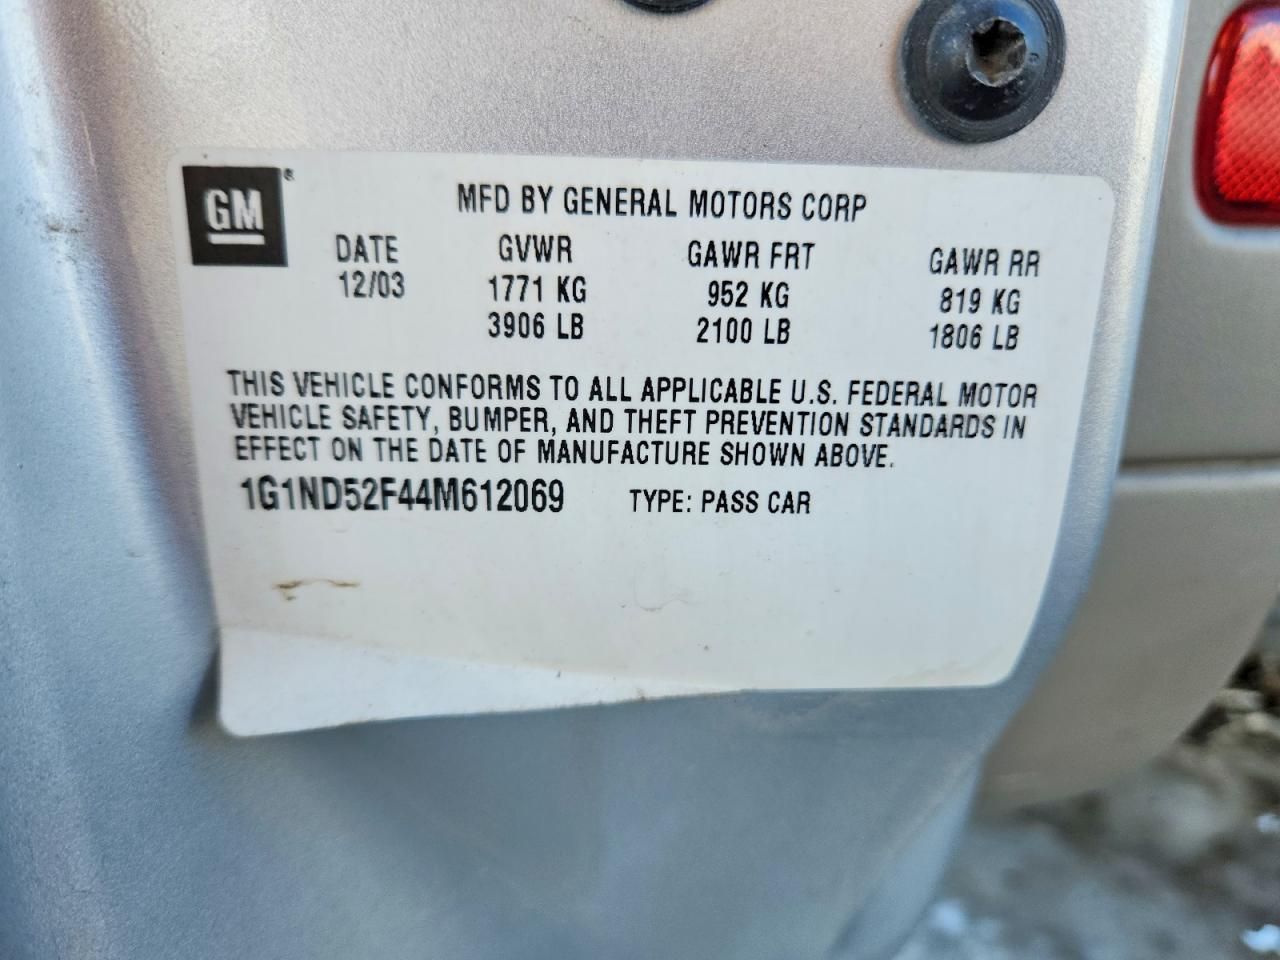 GM®
MFD BY GENERAL MOTORS CORP
DATE GVWR GAWR FRT GAWR RR
12/03 1771 KG 952 KG 819 KG
3906 LB 2100 LB 1806 LB
THIS VEHICLE CONFORMS TO ALL APPLICABLE U.S. FEDERAL MOTOR
VEHICLE SAFETY, BUMPER, AND THEFT PREVENTION STANDARDS IN
EFFECT ON THE DATE OF MANUFACTURE SHOWN ABOVE.
1G1ND52F44M612069 TYPE: PASS CAR